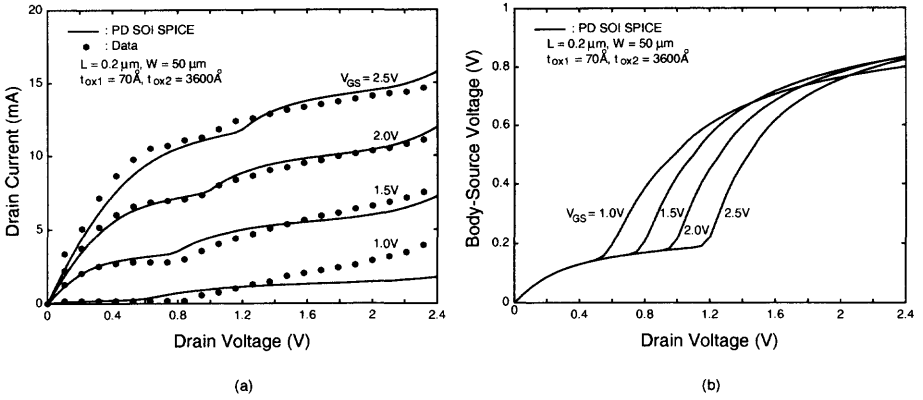 20
15
10
5
0
Drain Current (mA)
— : PD SOI SPICE
● : Data
L = 0.2 µm, W = 50 µm
tox1 = 70Å, tox2 = 3600Å
VGS = 2.5V
2.0V
1.5V
1.0V
0 0.4 0.8 1.2 1.6 2 2.4
Drain Voltage (V)
(a)
1.0
0.8
0.6
0.4
0.2
0
Body-Source Voltage (V)
— : PD SOI SPICE
L = 0.2 µm, W = 50 µm
tox1 = 70Å, tox2 = 3600Å
VGS = 1.0V
1.5V
2.0V
2.5V
0 0.4 0.8 1.2 1.6 2 2.4
Drain Voltage (V)
(b)